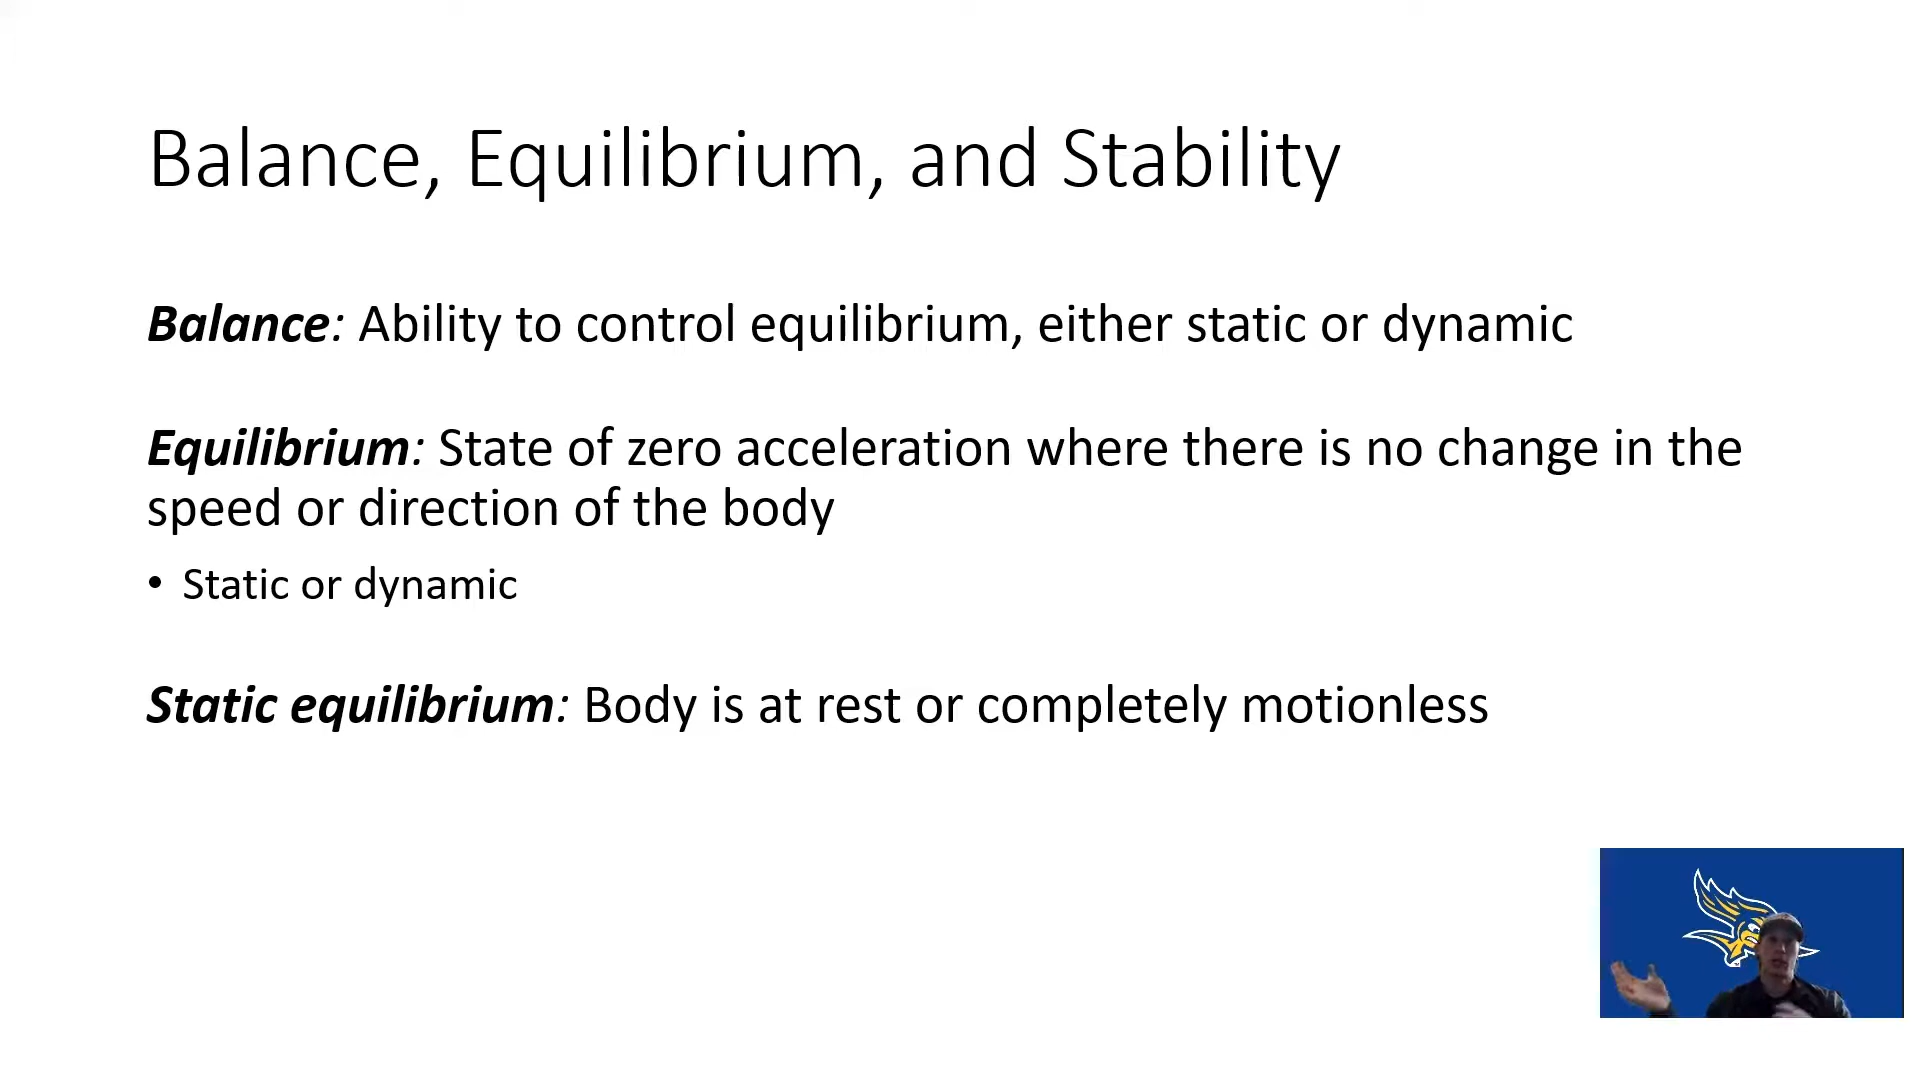 Balance, Equilibrium, and Stability
Balance: Ability to control equilibrium, either static or dynamic
Equilibrium: State of zero acceleration where there is no change in the
speed or direction of the body
• Static or dynamic
Static equilibrium: Body is at rest or completely motionless